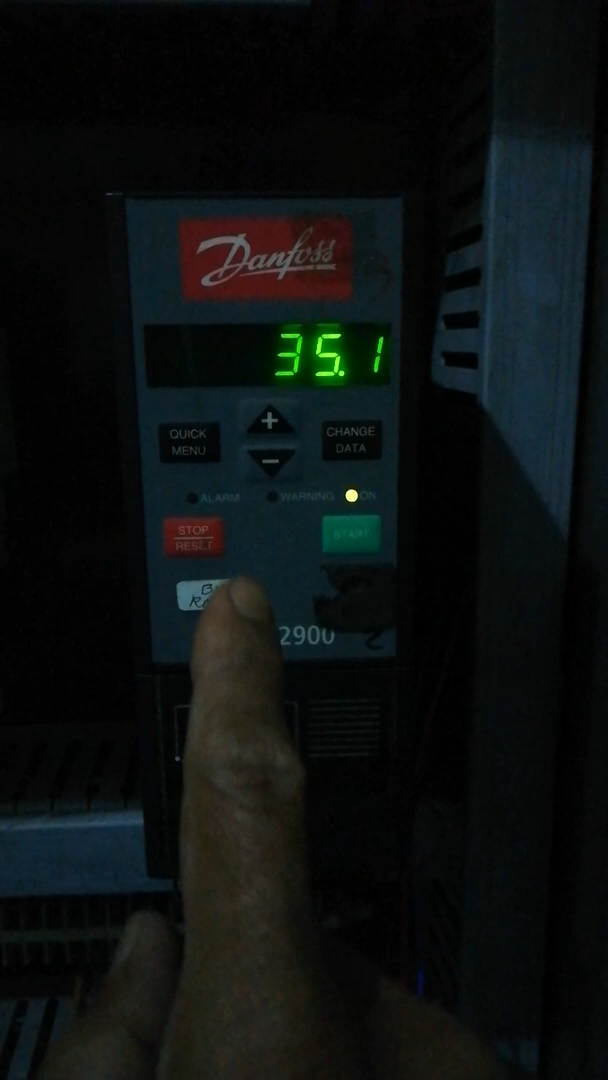 Danfoss
35.1
QUICK
MENU
+
-
CHANGE
DATA
ALARM
WARNING
ON
STOP
RESET
START
2900